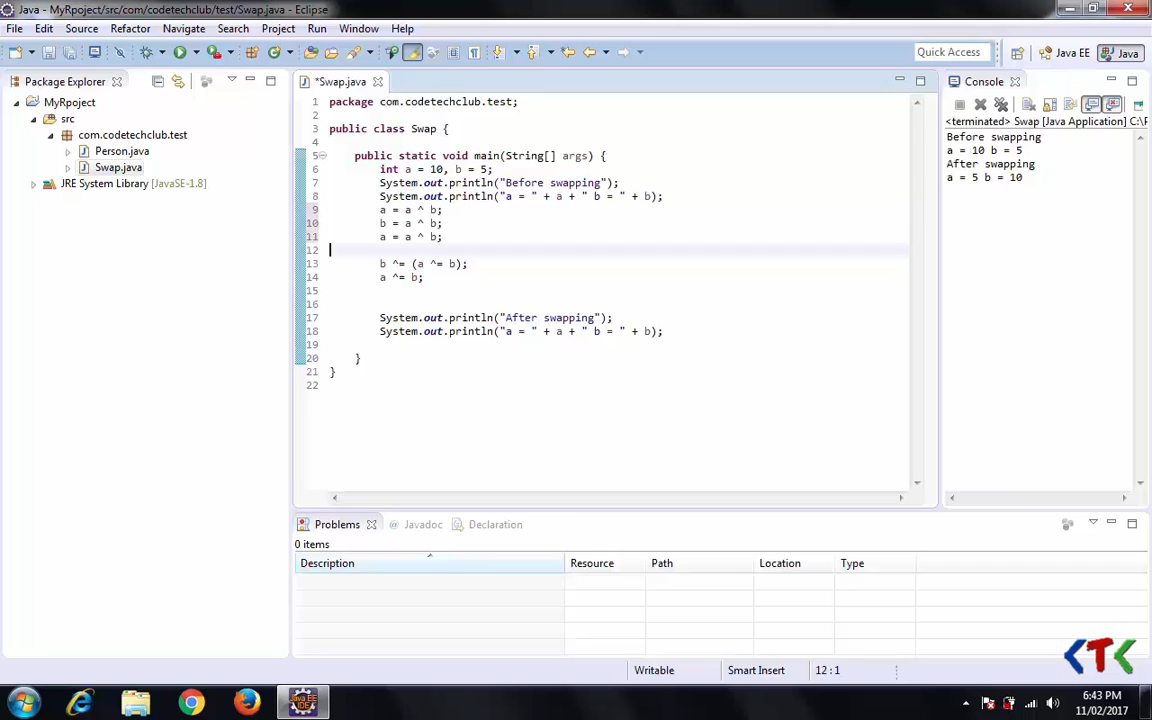 Java - MyRpoject/src/com/codetechclub/test/Swap.java - Eclipse
File Edit Source Refactor Navigate Search Project Run Window Help
Quick Access Java EE Java
Package Explorer
MyRpoject
src
com.codetechclub.test
Person.java
Swap.java
JRE System Library [JavaSE-1.8]
*Swap.java
1 package com.codetechclub.test;
2
3 public class Swap {
4
5 public static void main(String[] args) {
6 int a = 10, b = 5;
7 System.out.println("Before swapping");
8 System.out.println("a = " + a + " b = " + b);
9 a = a ^ b;
10 b = a ^ b;
11 a = a ^ b;
12
13 b ^= (a ^= b);
14 a ^= b;
15
16
17 System.out.println("After swapping");
18 System.out.println("a = " + a + " b = " + b);
19
20 }
21 }
22
Console
<terminated> Swap [Java Application] C:\P
Before swapping
a = 10 b = 5
After swapping
a = 5 b = 10
Problems @ Javadoc Declaration
0 items
Description Resource Path Location Type
CTC
Writable Smart Insert 12 : 1
Java EE
IDE
6:43 PM
11/02/2017